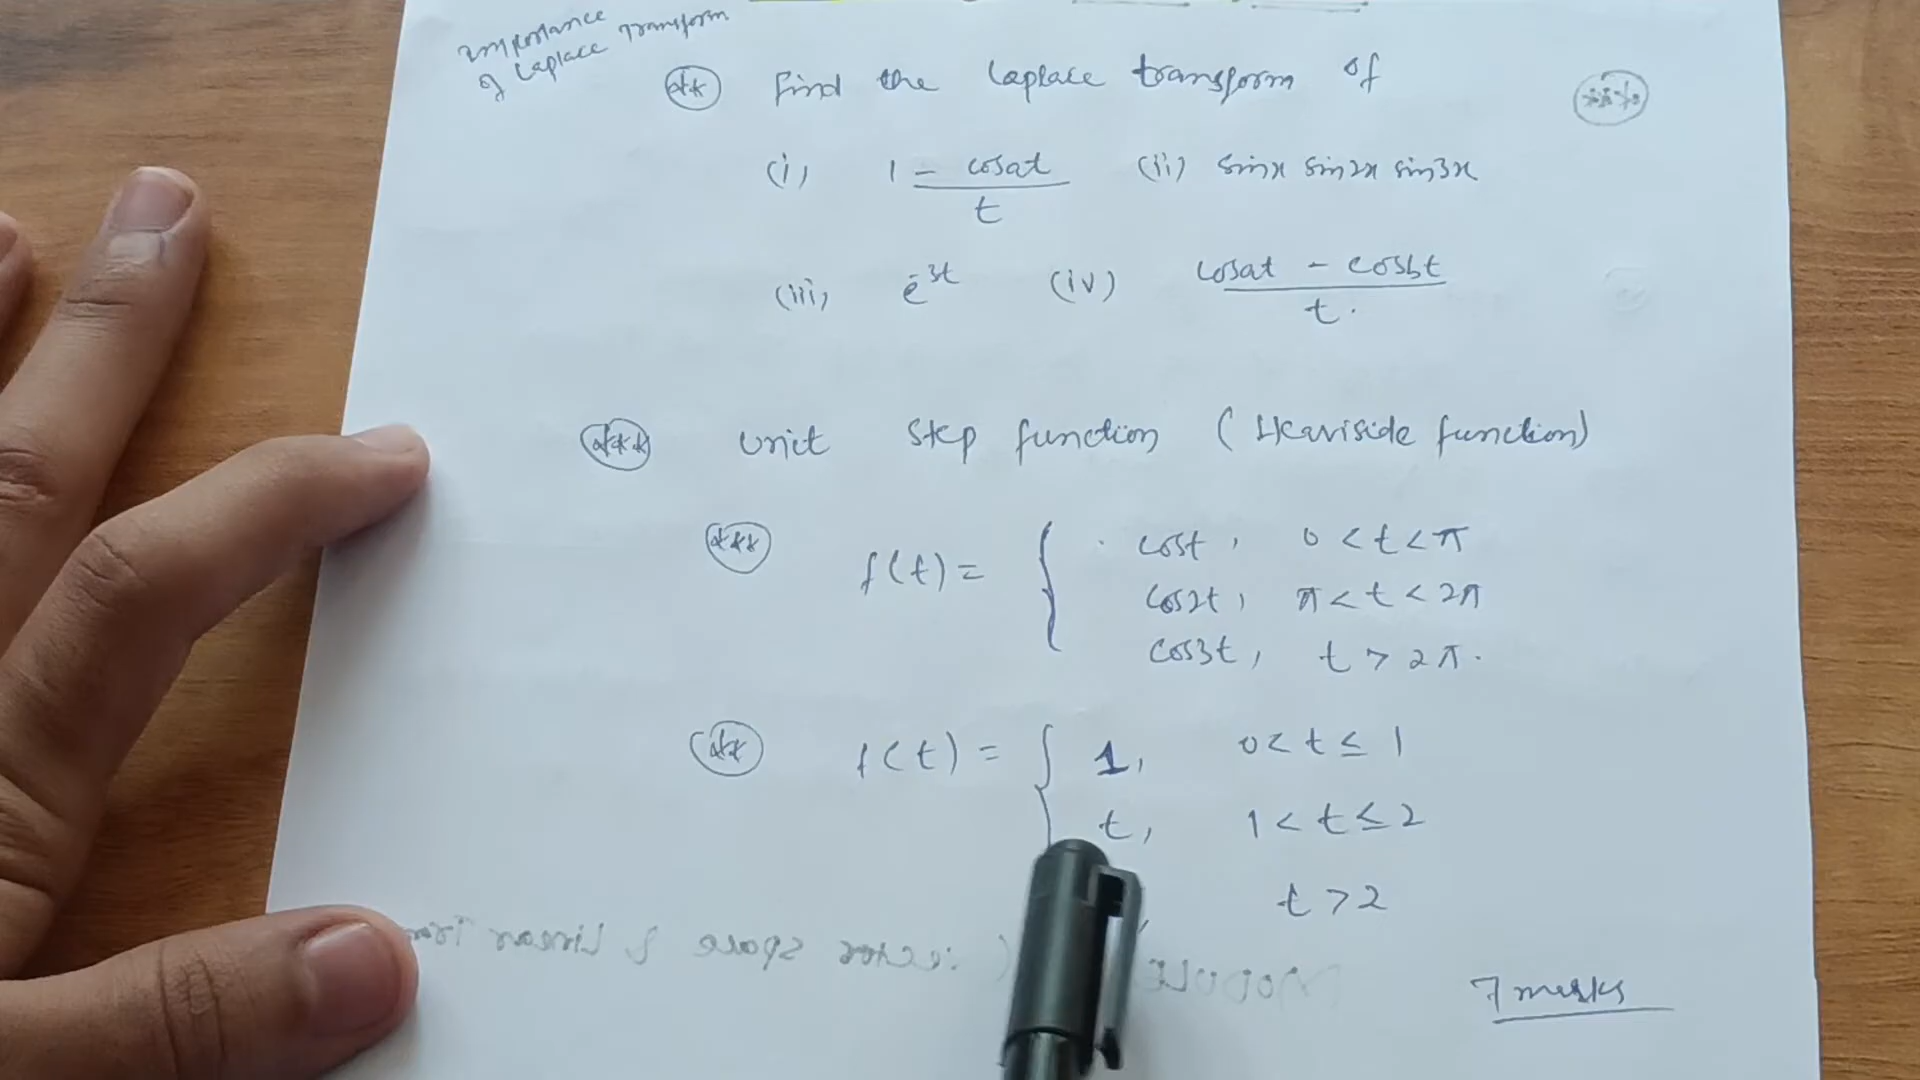 Importance
of Laplace Transform
** Find the Laplace transform of ***
(i) 1 - cosat / t (ii) sinx sin2x sin3x
(iii) e^-3t (iv) cosat - cosbt / t.
*** Unit step function (Heaviside function)
*** f(t) = { cost, 0 < t < π
cos2t, π < t < 2π
cos3t, t > 2π.
** f(t) = { 1, 0 < t ≤ 1
t, 1 < t ≤ 2
, t > 2
7 marks